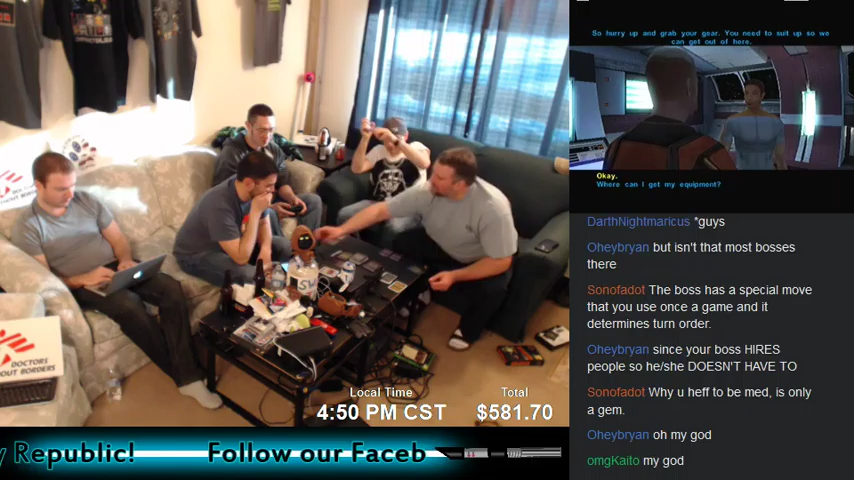 So hurry up and grab your gear. You need to suit up so we
can get out of here.
Okay.
Where can I get my equipment?
DarthNightmaricus *guys
Oheybryan but isn't that most bosses
there
Sonofadot The boss has a special move
that you use once a game and it
determines turn order.
Oheybryan since your boss HIRES
people so he/she DOESN'T HAVE TO
Sonofadot Why u heff to be med, is only
a gem.
Oheybryan oh my god
omgKaito my god
DOCTORS
OUT BORDERS
Local Time
4:50 PM CST
Total
$581.70
y Republic!
Follow our Faceb